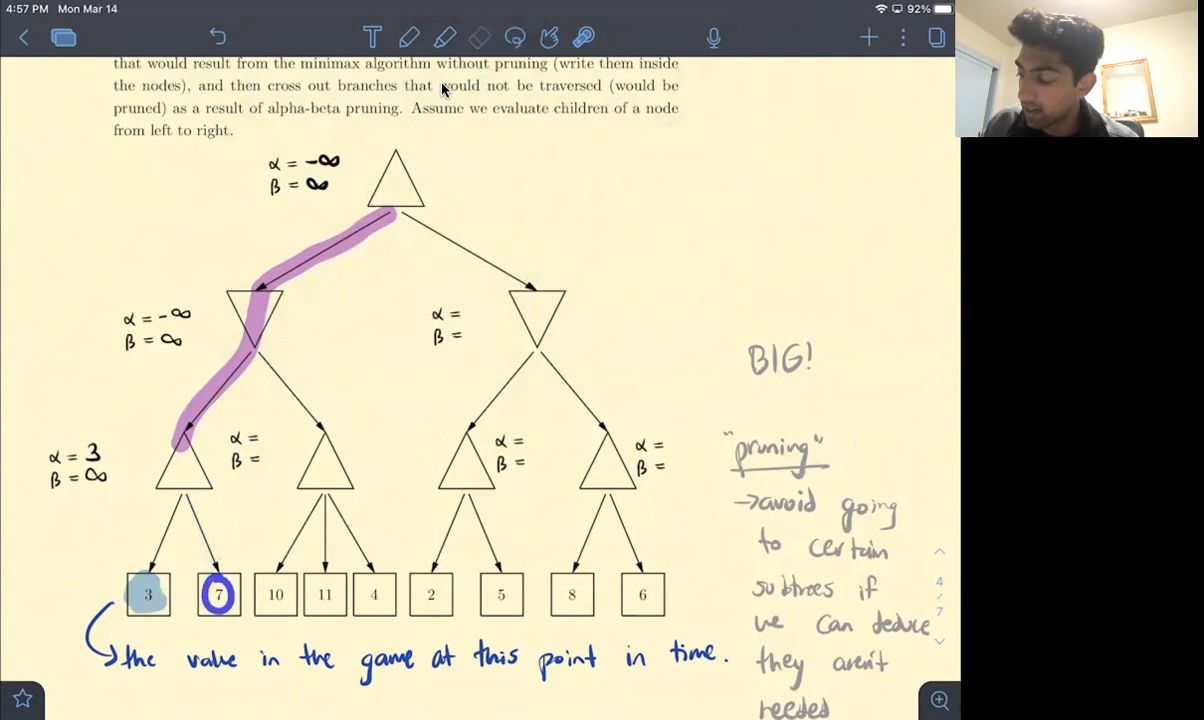 4:57 PM Mon Mar 14
92%
that would result from the minimax algorithm without pruning (write them inside
the nodes), and then cross out branches that would not be traversed (would be
pruned) as a result of alpha-beta pruning. Assume we evaluate children of a node
from left to right.
α = -∞
β = ∞
α = -∞
β = ∞
α =
β =
BIG!
α = 3
β = ∞
α =
β =
α =
β =
α =
β =
"pruning"
→avoid going
to certain
subtrees if
we can deduce
they aren't
needed
3 7 10 11 4 2 5 8 6
4
/
7
the value in the game at this point in time.